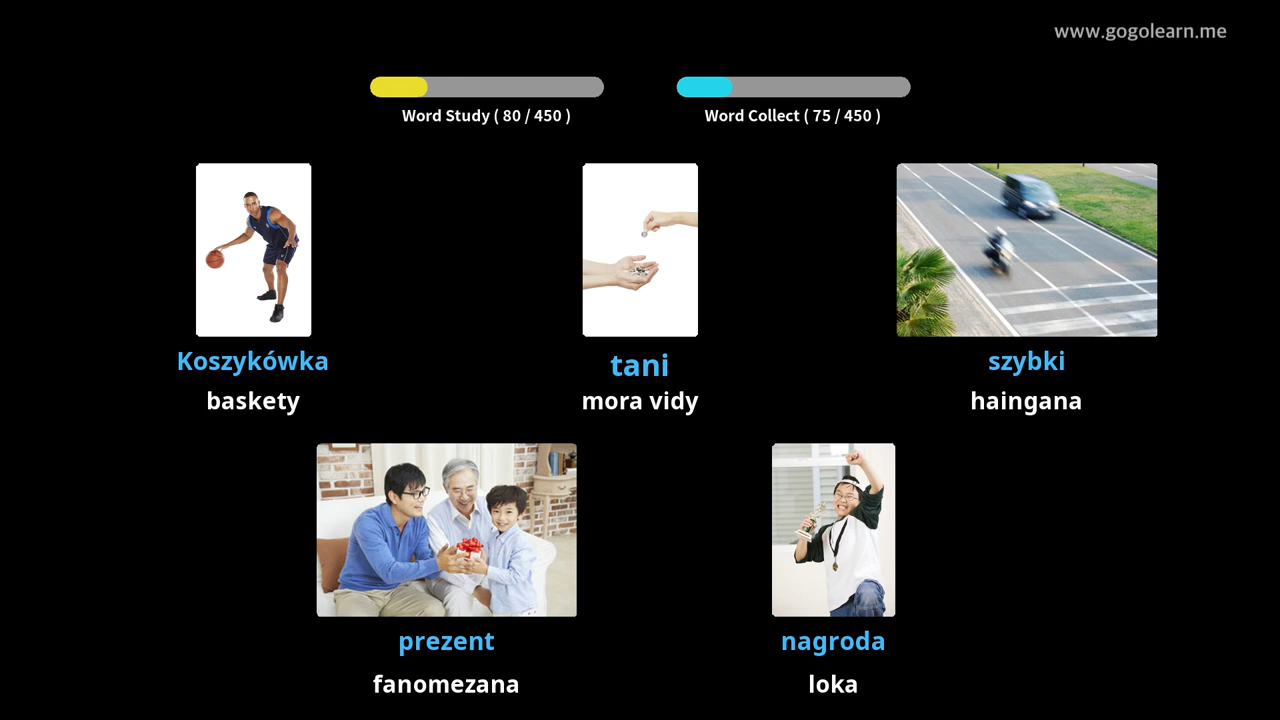 www.gogolearn.me
Word Study ( 80 / 450 )
Word Collect ( 75 / 450 )
Koszykówka
baskety
tani
mora vidy
szybki
haingana
prezent
fanomezana
nagroda
loka